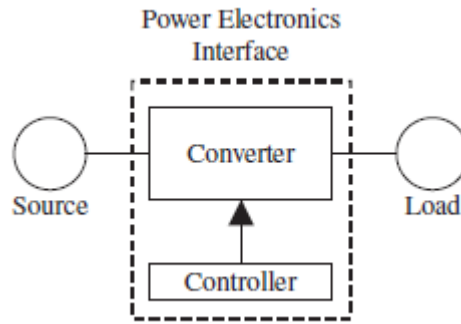 Power Electronics
Interface
Converter
Source
Load
Controller